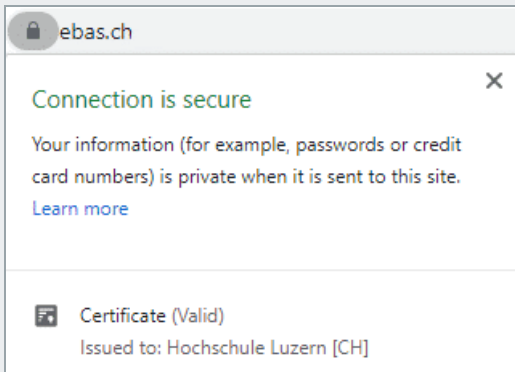 ebas.ch
Connection is secure
Your information (for example, passwords or credit
card numbers) is private when it is sent to this site.
Learn more
Certificate (Valid)
Issued to: Hochschule Luzern [CH]